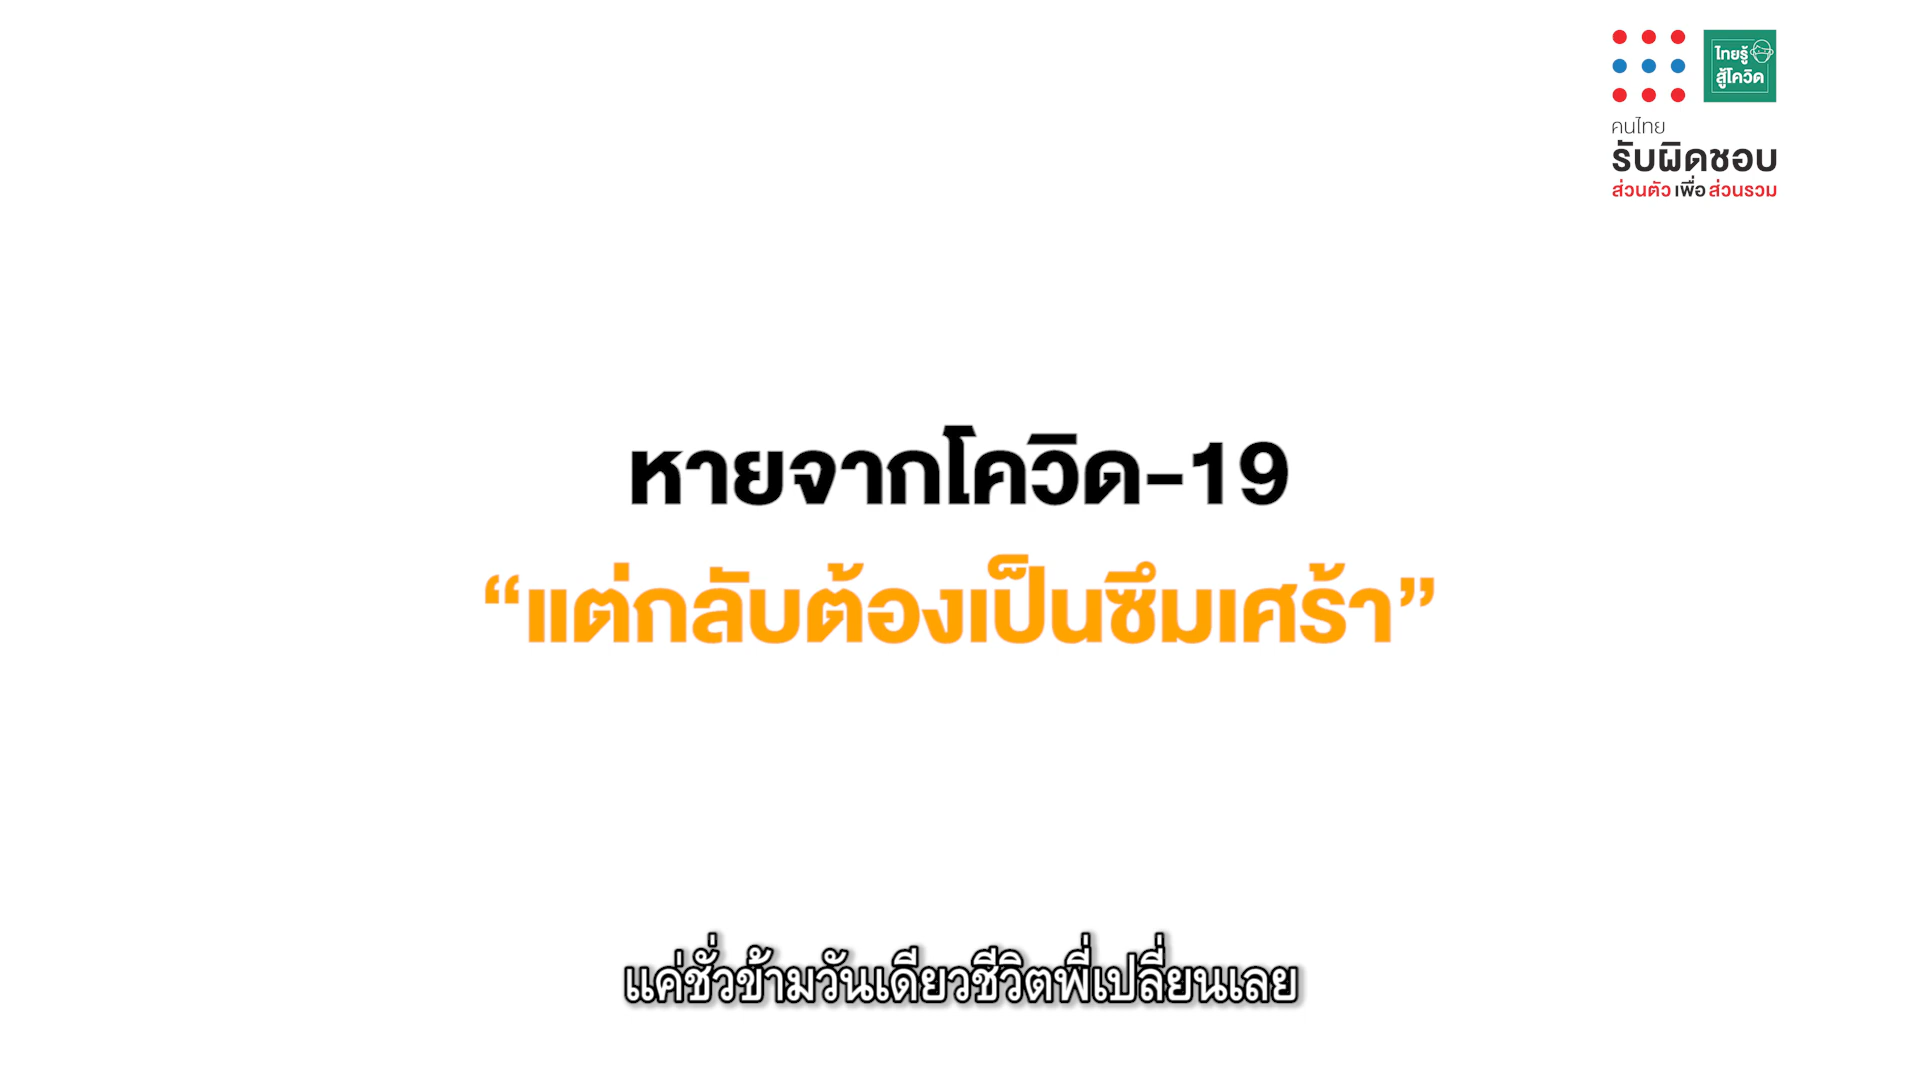 ไทยรู้
สู้โควิด
คนไทย
รับผิดชอบ
ส่วนตัวเพื่อส่วนรวม
หายจากโควิด-19
“แต่กลับต้องเป็นซึมเศร้า”
แค่ชั่วข้ามวันเดียวชีวิตพี่เปลี่ยนเลย